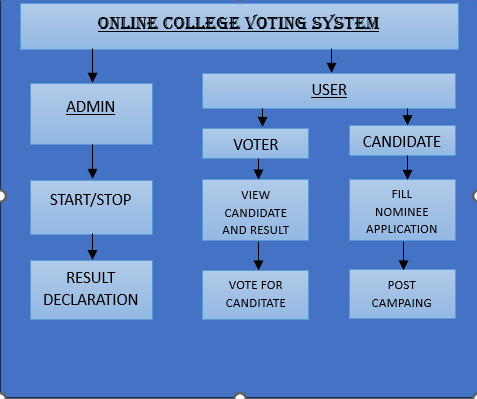 ONLINE COLLEGE VOTING SYSTEM
ADMIN
USER
VOTER
CANDIDATE
START/STOP
VIEW
CANDIDATE
AND RESULT
FILL
NOMINEE
APPLICATION
RESULT
DECLARATION
VOTE FOR
CANDITATE
POST
CAMPAING